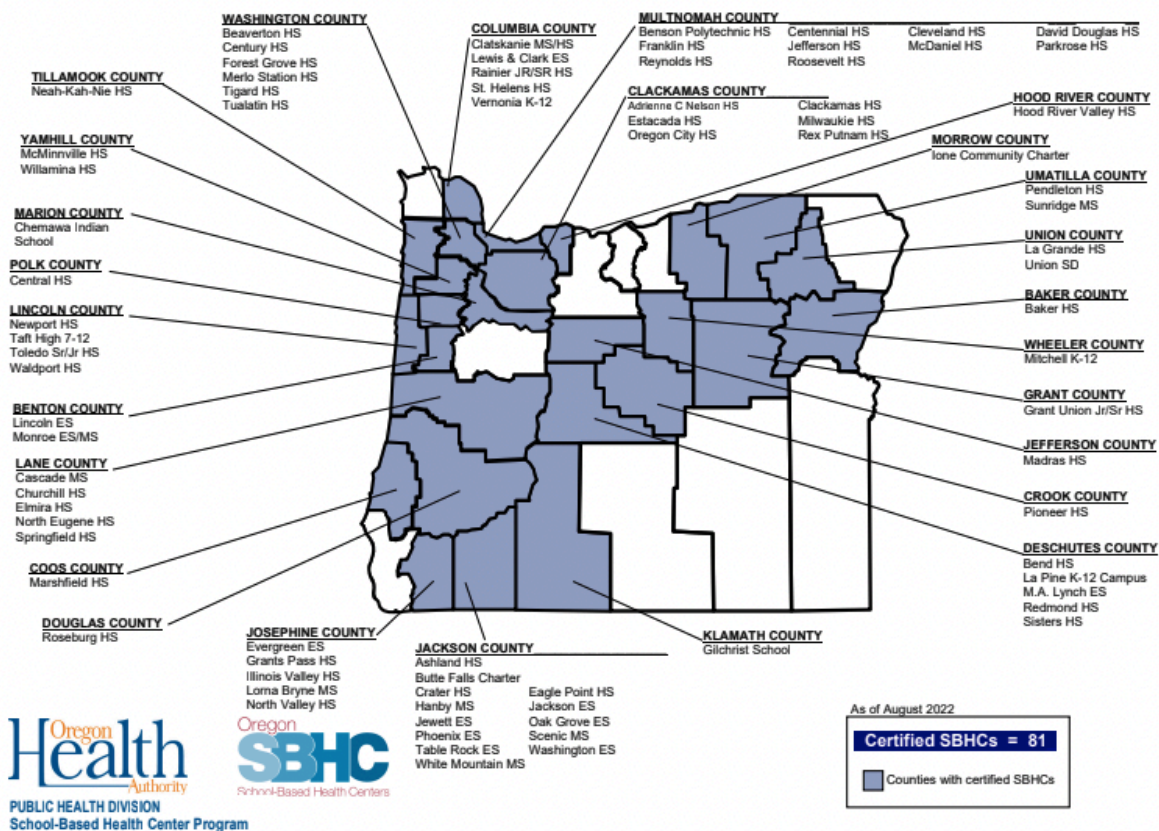 WASHINGTON COUNTY
Beaverton HS
Century HS
Forest Grove HS
Merlo Station HS
Tigard HS
Tualatin HS
COLUMBIA COUNTY
Clatskanie MS/HS
Lewis & Clark ES
Rainier JR/SR HS
St. Helens HS
Vernonia K-12
MULTNOMAH COUNTY
Benson Polytechnic HS Centennial HS Cleveland HS David Douglas HS
Franklin HS Jefferson HS McDaniel HS Parkrose HS
Reynolds HS Roosevelt HS
TILLAMOOK COUNTY
Neah-Kah-Nie HS
CLACKAMAS COUNTY
Adrienne C Nelson HS Clackamas HS
Estacada HS Milwaukie HS
Oregon City HS Rex Putnam HS
HOOD RIVER COUNTY
Hood River Valley HS
YAMHILL COUNTY
McMinnville HS
Willamina HS
MORROW COUNTY
Ione Community Charter
UMATILLA COUNTY
Pendleton HS
Sunridge MS
MARION COUNTY
Chemawa Indian
School
UNION COUNTY
La Grande HS
Union SD
POLK COUNTY
Central HS
BAKER COUNTY
Baker HS
LINCOLN COUNTY
Newport HS
Taft High 7-12
Toledo Sr/Jr HS
Waldport HS
WHEELER COUNTY
Mitchell K-12
GRANT COUNTY
Grant Union Jr/Sr HS
BENTON COUNTY
Lincoln ES
Monroe ES/MS
JEFFERSON COUNTY
Madras HS
LANE COUNTY
Cascade MS
Churchill HS
Elmira HS
North Eugene HS
Springfield HS
CROOK COUNTY
Pioneer HS
DESCHUTES COUNTY
Bend HS
La Pine K-12 Campus
M.A. Lynch ES
Redmond HS
Sisters HS
COOS COUNTY
Marshfield HS
DOUGLAS COUNTY
Roseburg HS
JOSEPHINE COUNTY
Evergreen ES
Grants Pass HS
Illinois Valley HS
Lorna Bryne MS
North Valley HS
JACKSON COUNTY
Ashland HS
Butte Falls Charter
Crater HS Eagle Point HS
Hanby MS Jackson ES
Jewett ES Oak Grove ES
Phoenix ES Scenic MS
Table Rock ES Washington ES
White Mountain MS
KLAMATH COUNTY
Gilchrist School
As of August 2022
Certified SBHCs = 81
Counties with certified SBHCs
Oregon
Health
Authority
PUBLIC HEALTH DIVISION
School-Based Health Center Program
Oregon
SBHC
School-Based Health Centers